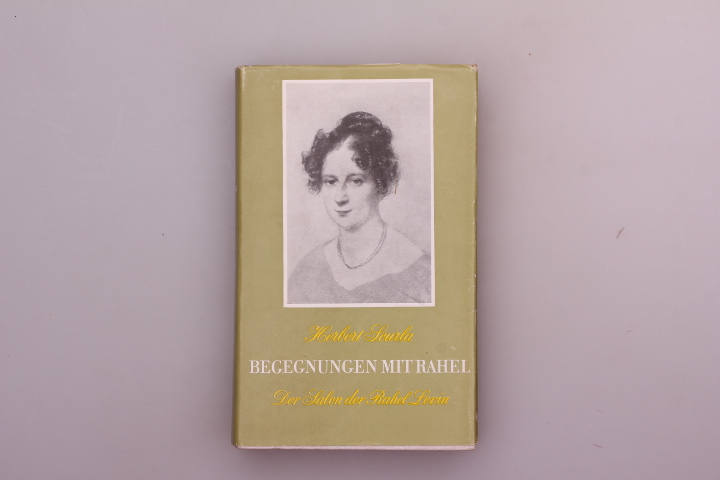 Herbert Scurla
BEGEGNUNGEN MIT RAHEL
Der Salon der Rahel Levin